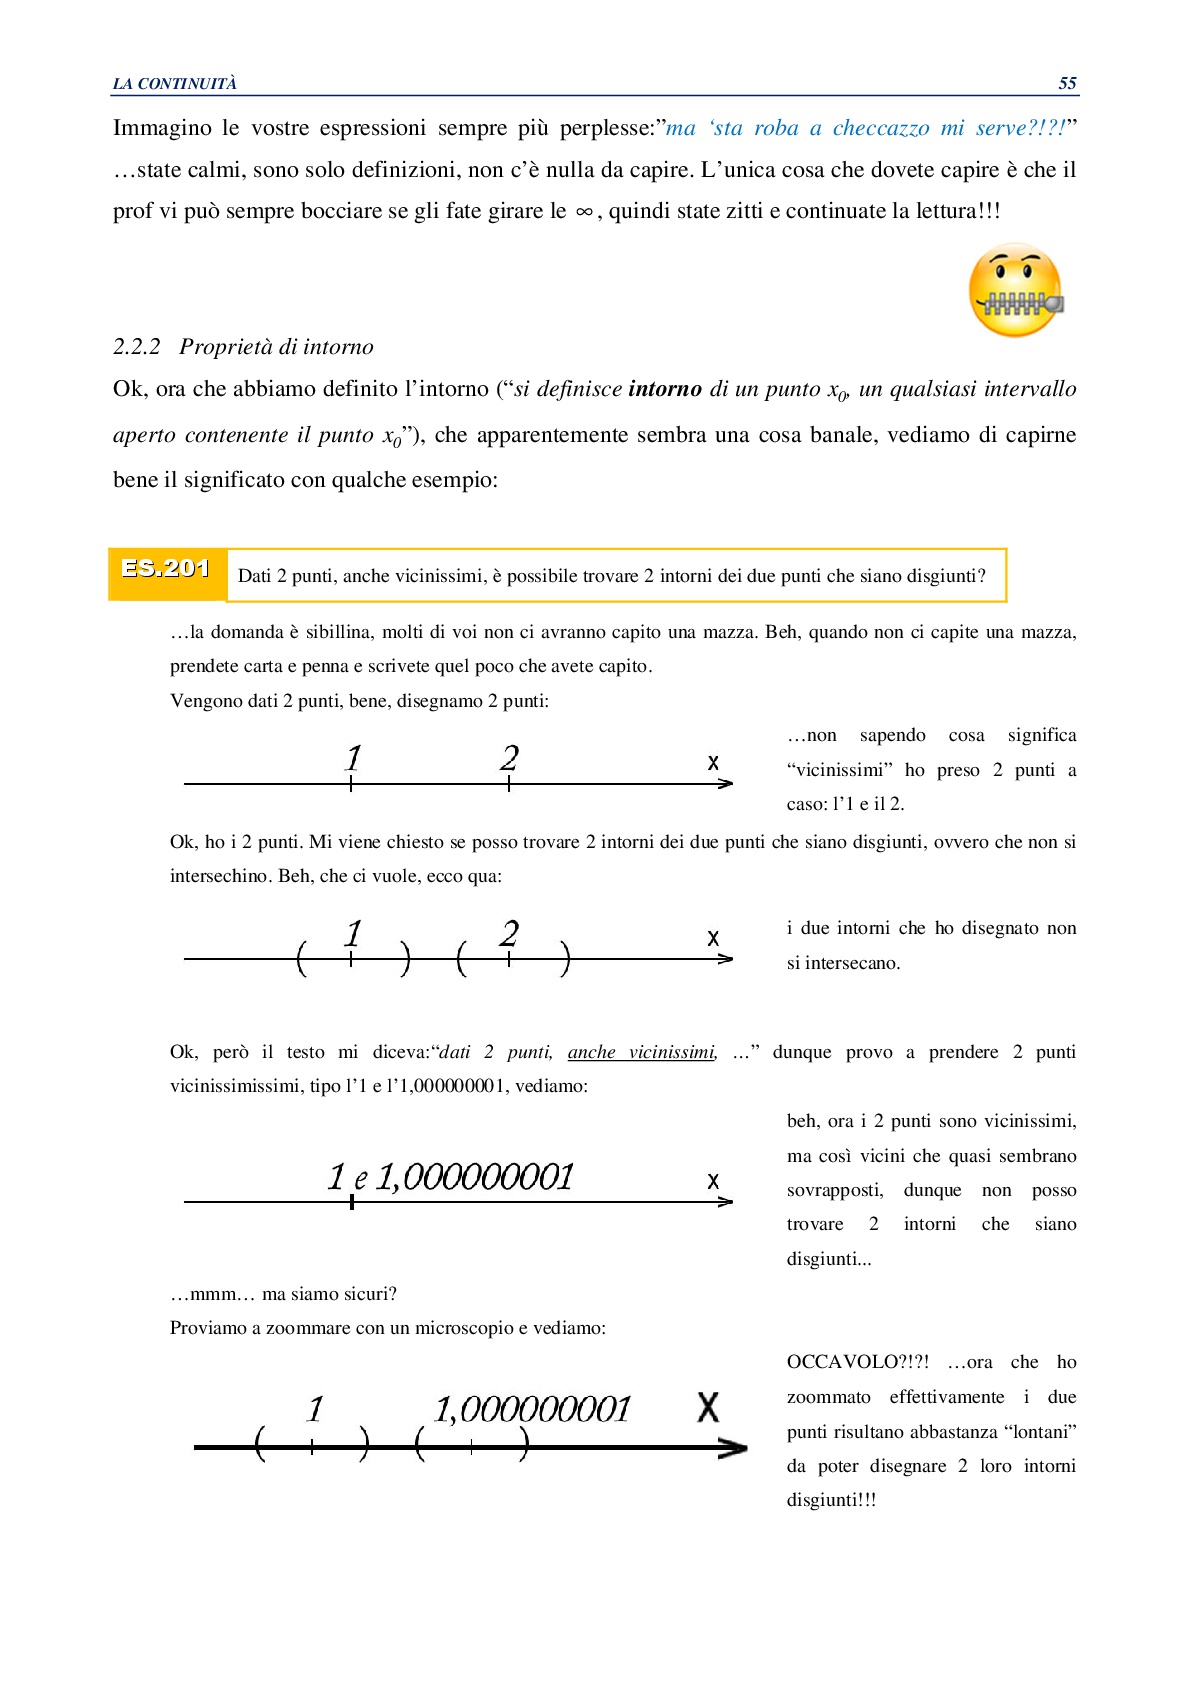 LA CONTINUITÀ 55
Immagino le vostre espressioni sempre più perplesse:”ma ‘sta roba a checcazzo mi serve?!?!”
…state calmi, sono solo definizioni, non c’è nulla da capire. L’unica cosa che dovete capire è che il
prof vi può sempre bocciare se gli fate girare le ∞, quindi state zitti e continuate la lettura!!!
2.2.2 Proprietà di intorno
Ok, ora che abbiamo definito l’intorno (“si definisce intorno di un punto x0, un qualsiasi intervallo
aperto contenente il punto x0”), che apparentemente sembra una cosa banale, vediamo di capirne
bene il significato con qualche esempio:
ES.201 Dati 2 punti, anche vicinissimi, è possibile trovare 2 intorni dei due punti che siano disgiunti?
…la domanda è sibillina, molti di voi non ci avranno capito una mazza. Beh, quando non ci capite una mazza,
prendete carta e penna e scrivete quel poco che avete capito.
Vengono dati 2 punti, bene, disegnamo 2 punti:
1 2 x
…non sapendo cosa significa
“vicinissimi” ho preso 2 punti a
caso: l’1 e il 2.
Ok, ho i 2 punti. Mi viene chiesto se posso trovare 2 intorni dei due punti che siano disgiunti, ovvero che non si
intersechino. Beh, che ci vuole, ecco qua:
( 1 ) ( 2 ) x
i due intorni che ho disegnato non
si intersecano.
Ok, però il testo mi diceva:“dati 2 punti, anche vicinissimi, …” dunque provo a prendere 2 punti
vicinissimissimi, tipo l’1 e l’1,000000001, vediamo:
1 e 1,000000001 x
beh, ora i 2 punti sono vicinissimi,
ma così vicini che quasi sembrano
sovrapposti, dunque non posso
trovare 2 intorni che siano
disgiunti...
…mmm… ma siamo sicuri?
Proviamo a zoommare con un microscopio e vediamo:
( 1 ) ( 1,000000001 ) x
OCCAVOLO?!?! …ora che ho
zoommato effettivamente i due
punti risultano abbastanza “lontani”
da poter disegnare 2 loro intorni
disgiunti!!!